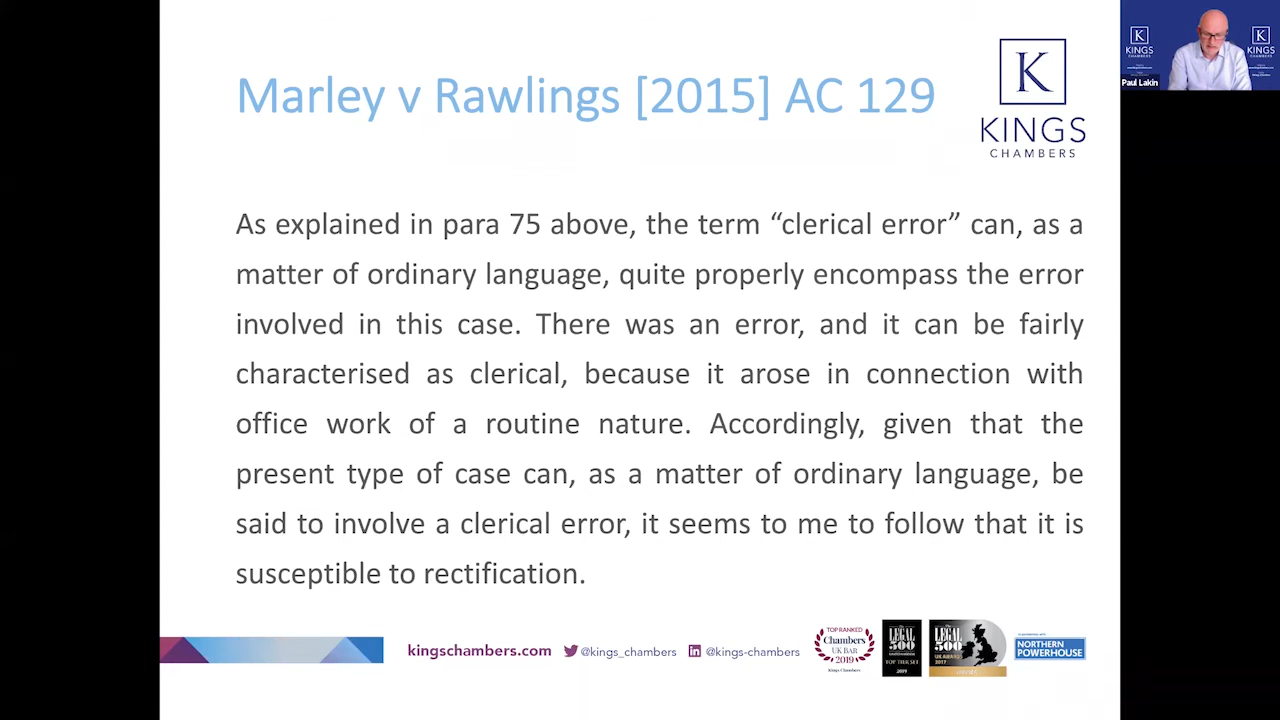 Marley v Rawlings [2015] AC 129
K
KINGS
CHAMBERS
K
KINGS
CHAMBERS
K
KINGS
CHAMBERS
Paul Lakin
As explained in para 75 above, the term “clerical error” can, as a
matter of ordinary language, quite properly encompass the error
involved in this case. There was an error, and it can be fairly
characterised as clerical, because it arose in connection with
office work of a routine nature. Accordingly, given that the
present type of case can, as a matter of ordinary language, be
said to involve a clerical error, it seems to me to follow that it is
susceptible to rectification.
kingschambers.com
@kings_chambers
@kings-chambers
TOP RANKED
Chambers
UK BAR
2019
Kings Chambers
The
LEGAL
500
TOP TIER SET
2019
The
LEGAL
500
UK AWARDS
2017
NORTHERN
POWERHOUSE